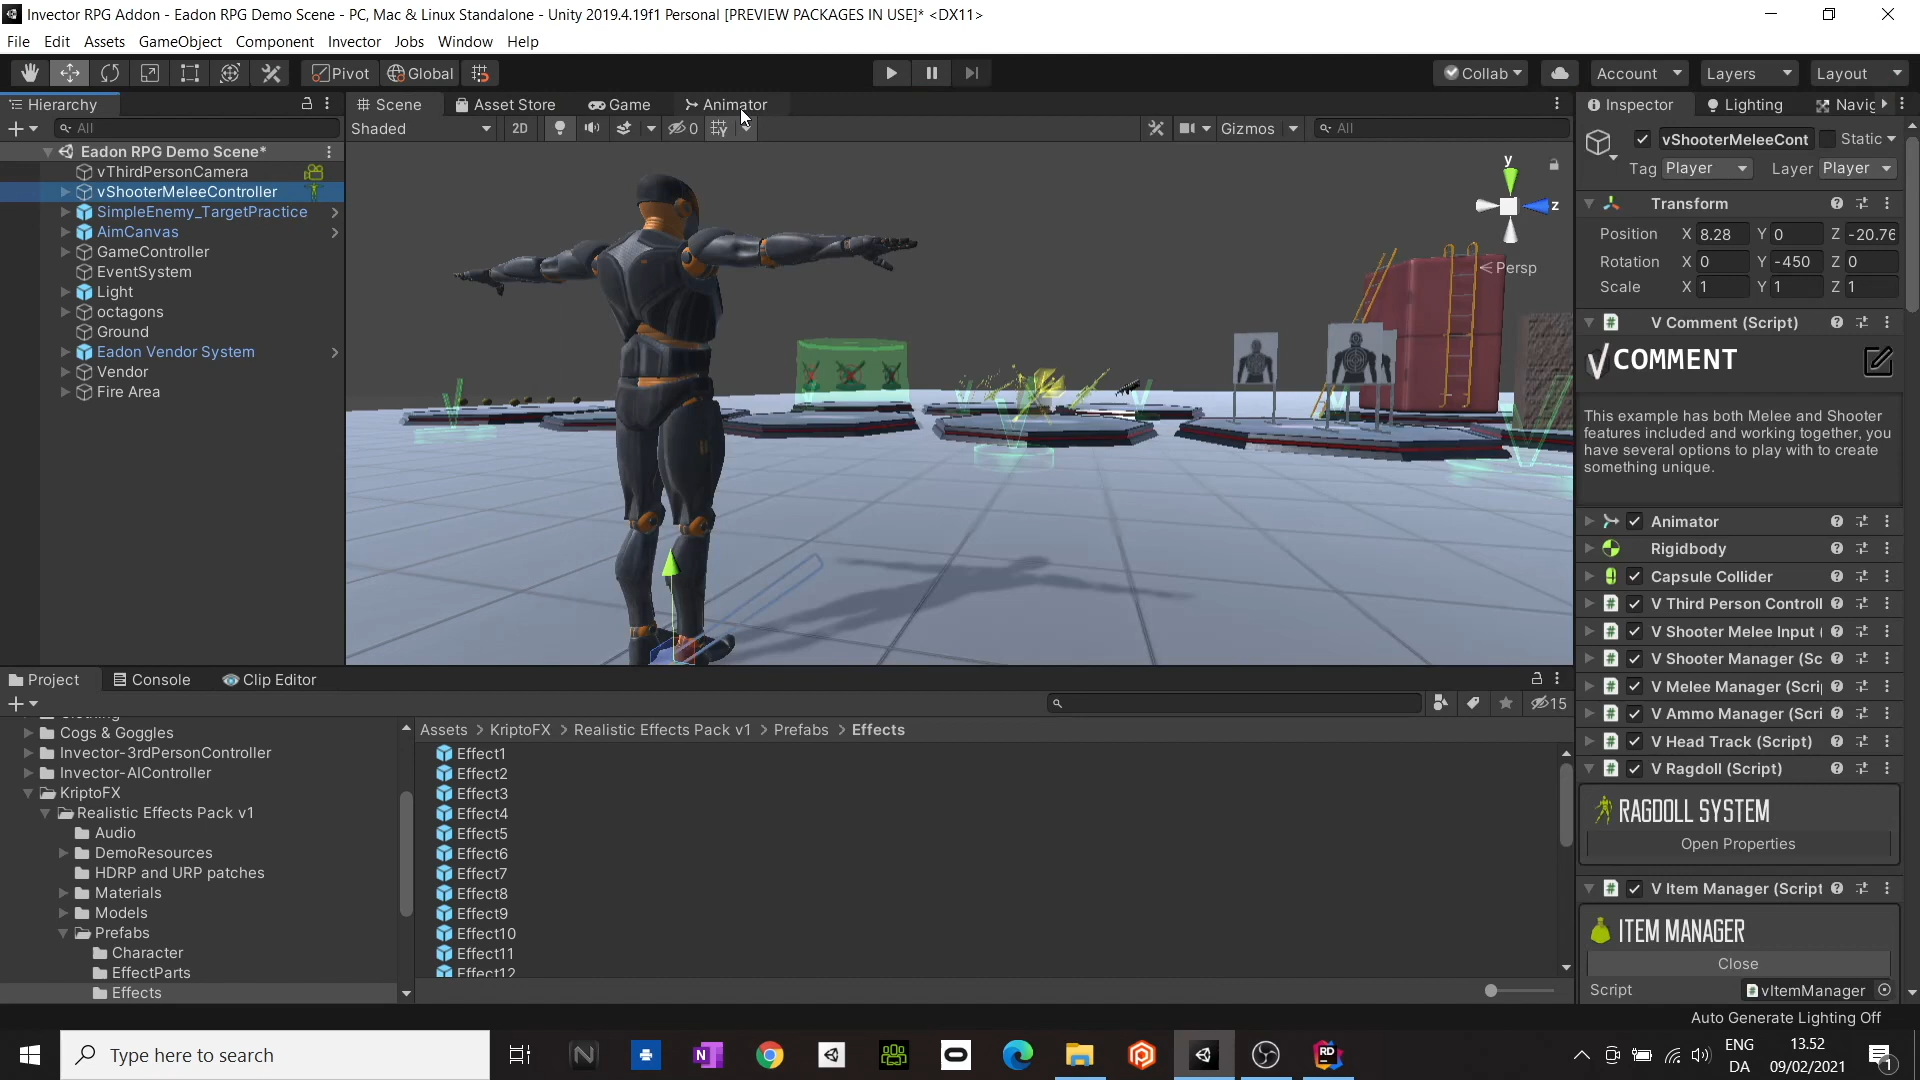 Invector RPG Addon - Eadon RPG Demo Scene - PC, Mac & Linux Standalone - Unity 2019.4.19f1 Personal [PREVIEW PACKAGES IN USE]* <DX11>
File Edit Assets GameObject Component Invector Jobs Window Help
Pivot Global Collab Account Layers Layout
Hierarchy
All
Eadon RPG Demo Scene*
vThirdPersonCamera
vShooterMeleeController
SimpleEnemy_TargetPractice
AimCanvas
GameController
EventSystem
Light
octagons
Ground
Eadon Vendor System
Vendor
Fire Area
Scene Asset Store Game Animator
Shaded 2D 0 Gizmos All
y
z
Persp
Inspector Lighting Navig
vShooterMeleeCont Static
Tag Player Layer Player
Transform
Position X 8.28 Y 0 Z -20.76
Rotation X 0 Y -450 Z 0
Scale X 1 Y 1 Z 1
V Comment (Script)
COMMENT
This example has both Melee and Shooter
features included and working together, you
have several options to play with to create
something unique.
Animator
Rigidbody
Capsule Collider
V Third Person Controll
V Shooter Melee Input (
V Shooter Manager (Sc
V Melee Manager (Scri
V Ammo Manager (Scri
V Head Track (Script)
V Ragdoll (Script)
RAGDOLL SYSTEM
Open Properties
V Item Manager (Script
ITEM MANAGER
Close
Script vItemManager
Project Console Clip Editor
15
Cogs & Goggles
Invector-3rdPersonController
Invector-AIController
KriptoFX
Realistic Effects Pack v1
Audio
DemoResources
HDRP and URP patches
Materials
Models
Prefabs
Character
EffectParts
Effects
Assets > KriptoFX > Realistic Effects Pack v1 > Prefabs > Effects
Effect1
Effect2
Effect3
Effect4
Effect5
Effect6
Effect7
Effect8
Effect9
Effect10
Effect11
Effect12
Auto Generate Lighting Off
Type here to search
ENG
DA
13.52
09/02/2021
1